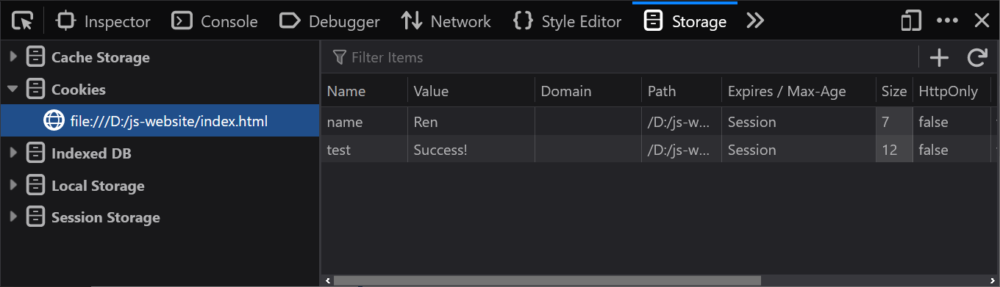 Inspector Console Debugger Network Style Editor Storage
Cache Storage
Cookies
file:///D:/js-website/index.html
Indexed DB
Local Storage
Session Storage
Filter Items
Name Value Domain Path Expires / Max-Age Size HttpOnly
name Ren /D:/js-w... Session 7 false
test Success! /D:/js-w... Session 12 false